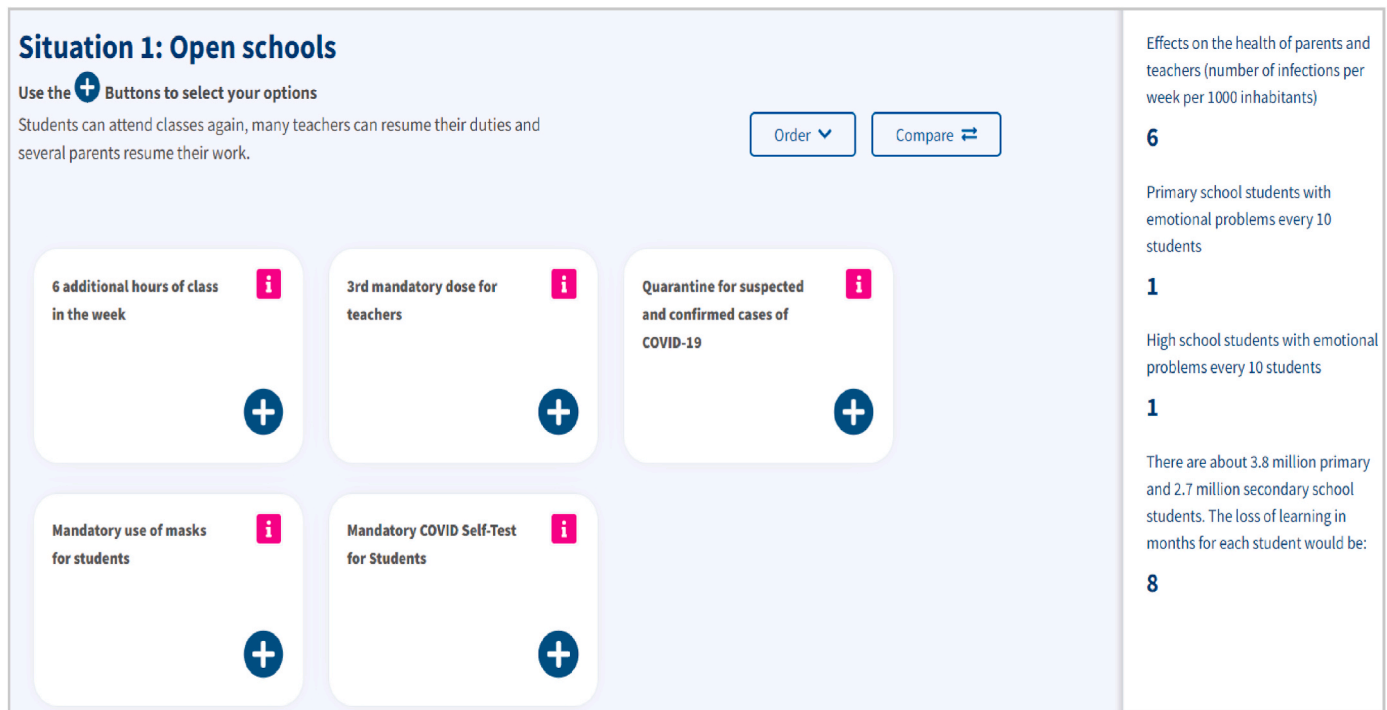 Situation 1: Open schools
Use the + Buttons to select your options
Students can attend classes again, many teachers can resume their duties and
several parents resume their work.
Order
Compare
6 additional hours of class
in the week
i
3rd mandatory dose for
teachers
i
Quarantine for suspected
and confirmed cases of
COVID-19
i
Mandatory use of masks
for students
i
Mandatory COVID Self-Test
for Students
i
Effects on the health of parents and
teachers (number of infections per
week per 1000 inhabitants)
6
Primary school students with
emotional problems every 10
students
1
High school students with emotional
problems every 10 students
1
There are about 3.8 million primary
and 2.7 million secondary school
students. The loss of learning in
months for each student would be:
8